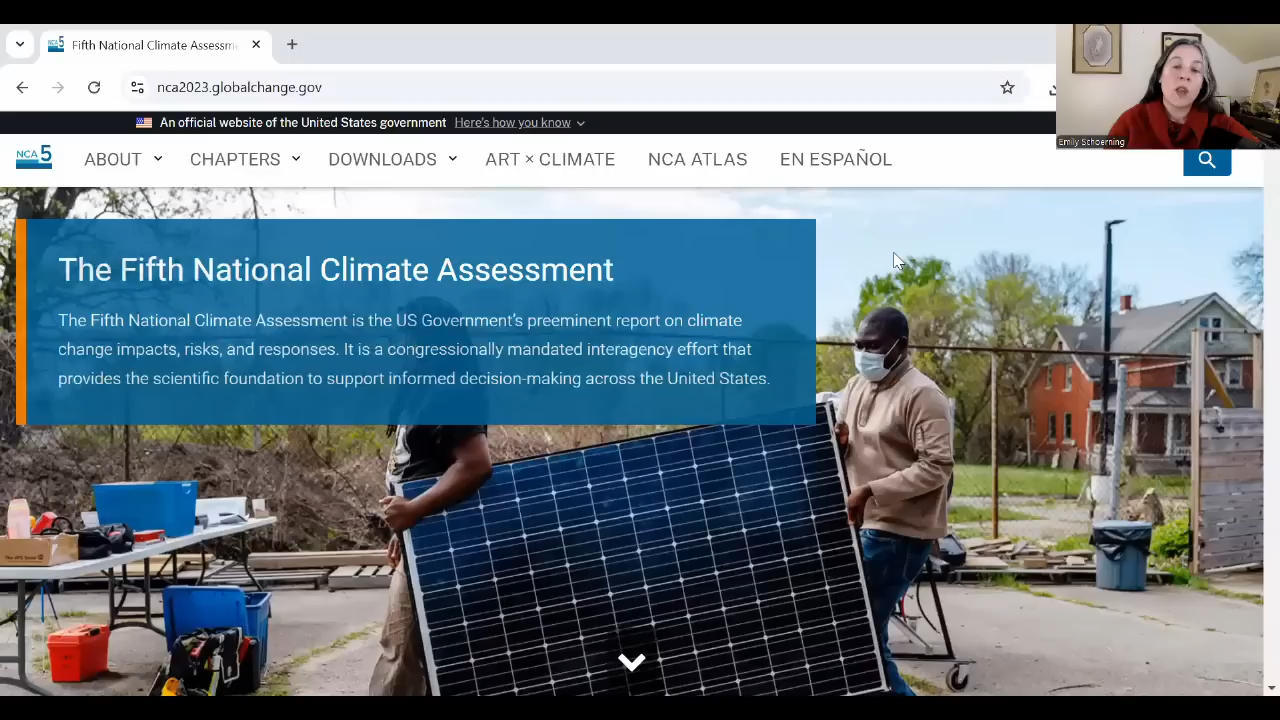 NCA 5
Fifth National Climate Assessm
nca2023.globalchange.gov
Emily Schoerning
An official website of the United States government Here's how you know
NCA 5
ABOUT CHAPTERS DOWNLOADS ART × CLIMATE NCA ATLAS EN ESPAÑOL
The Fifth National Climate Assessment
The Fifth National Climate Assessment is the US Government's preeminent report on climate
change impacts, risks, and responses. It is a congressionally mandated interagency effort that
provides the scientific foundation to support informed decision-making across the United States.